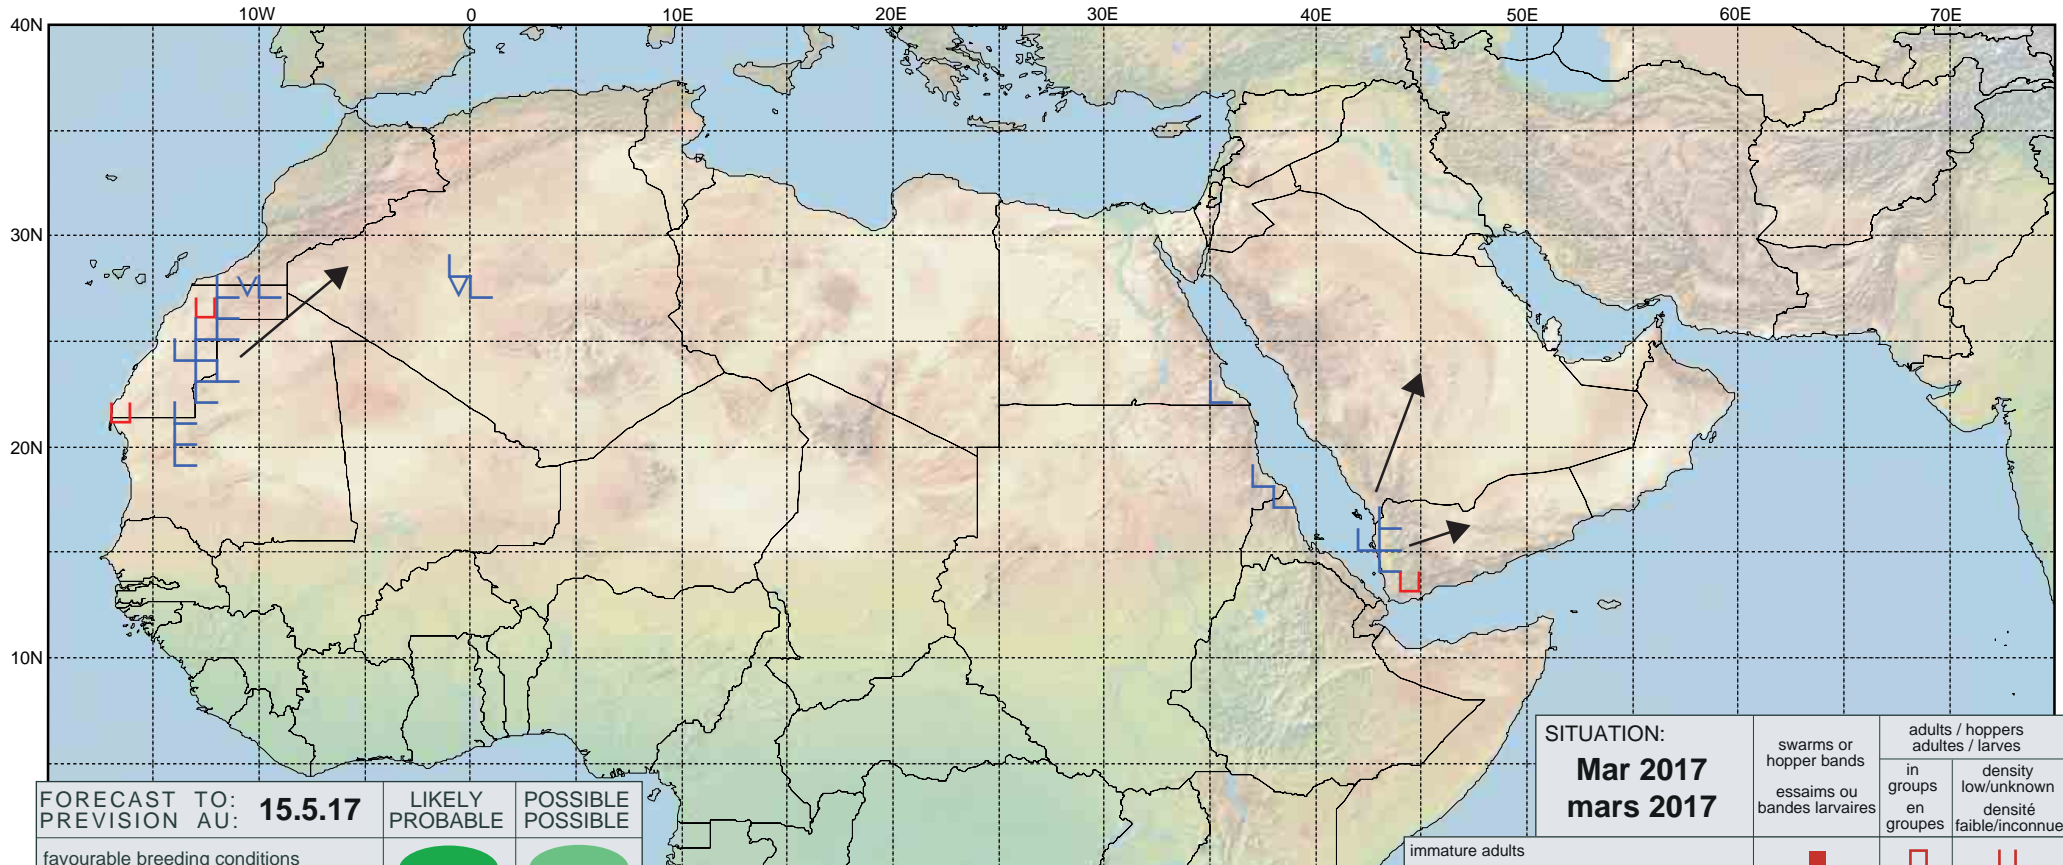 10W 0 10E 20E 30E 40E 50E 60E 70E
40N
30N
20N
10N
SITUATION:
Mar 2017
mars 2017
swarms or
hopper bands
essaims ou
bandes larvaires
adults / hoppers
adultes / larves
in
groups
en
groupes
density
low/unknown
densité
faible/inconnue
immature adults
FORECAST TO:
PREVISION AU:
15.5.17
LIKELY
PROBABLE
POSSIBLE
POSSIBLE
favourable breeding conditions